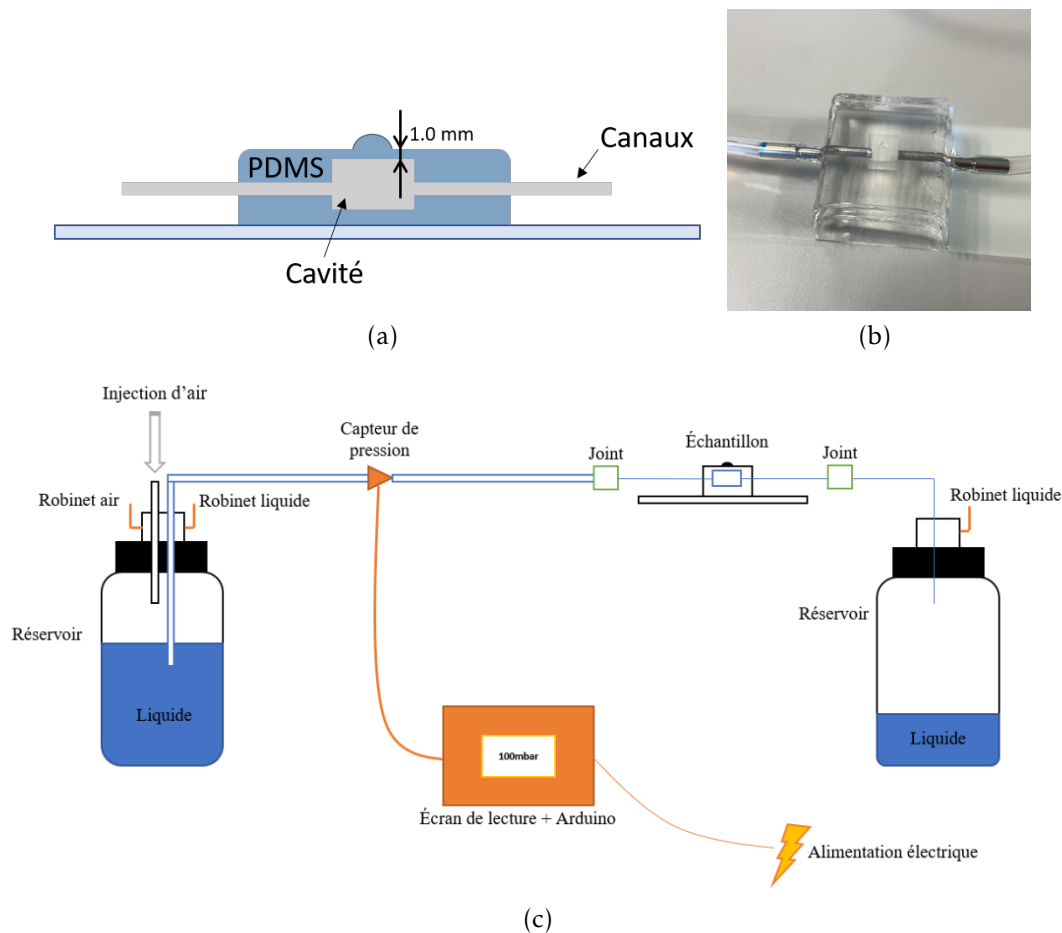 1.0 mm
Canaux
PDMS
Cavité
(a)
(b)
Injection d’air
Capteur de
pression
Joint
Échantillon
Joint
Robinet air
Robinet liquide
Robinet liquide
Réservoir
Réservoir
Liquide
Liquide
100mbar
Écran de lecture + Arduino
Alimentation électrique
(c)